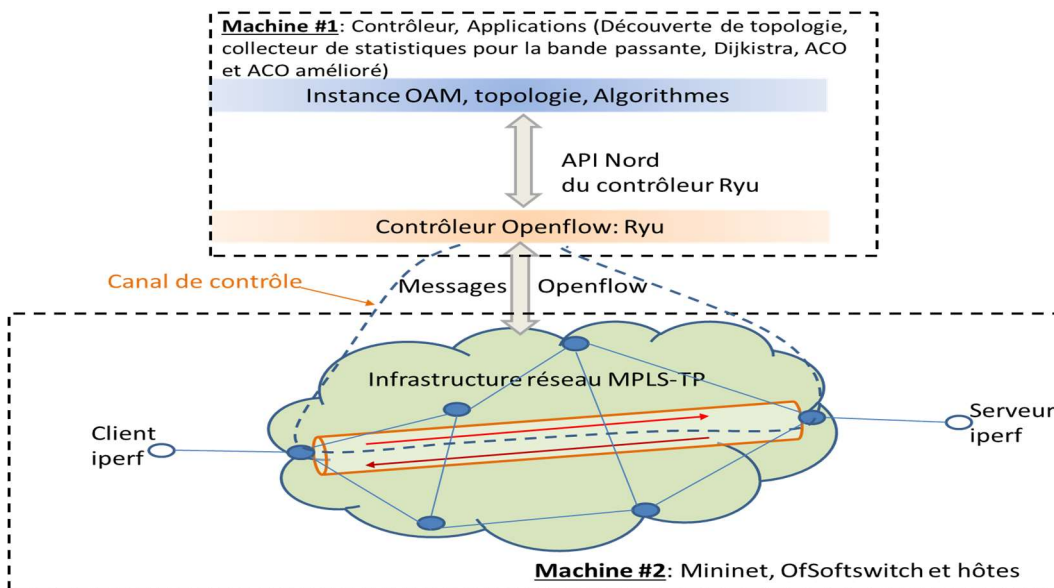 Machine #1: Contrôleur, Applications (Découverte de topologie,
collecteur de statistiques pour la bande passante, Dijkistra, ACO
et ACO amélioré)
Instance OAM, topologie, Algorithmes
API Nord
du contrôleur Ryu
Contrôleur Openflow: Ryu
Canal de contrôle
Messages Openflow
Infrastructure réseau MPLS-TP
Client
iperf
Serveur
iperf
Machine #2: Mininet, OfSoftswitch et hôtes